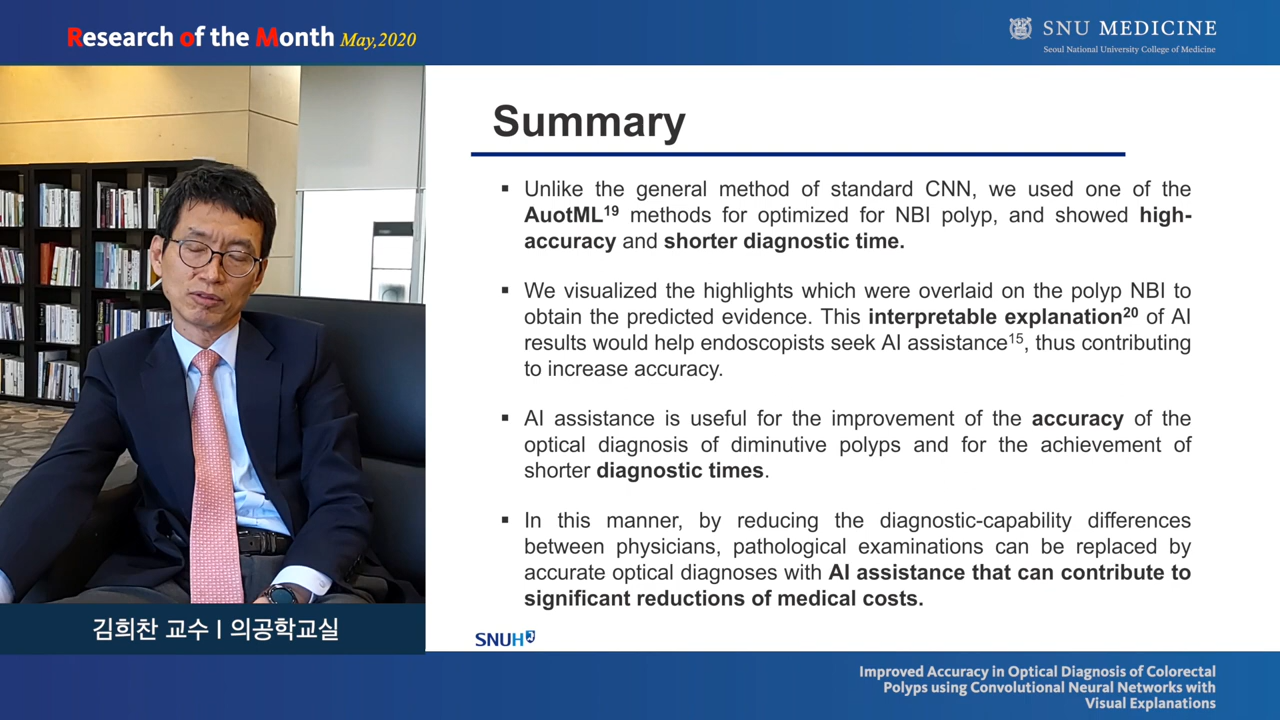 Research of the Month May,2020
SNU MEDICINE
Seoul National University College of Medicine
Summary
▪ Unlike the general method of standard CNN, we used one of the
AuotML19 methods for optimized for NBI polyp, and showed high-
accuracy and shorter diagnostic time.
▪ We visualized the highlights which were overlaid on the polyp NBI to
obtain the predicted evidence. This interpretable explanation20 of AI
results would help endoscopists seek AI assistance15, thus contributing
to increase accuracy.
▪ AI assistance is useful for the improvement of the accuracy of the
optical diagnosis of diminutive polyps and for the achievement of
shorter diagnostic times.
▪ In this manner, by reducing the diagnostic-capability differences
between physicians, pathological examinations can be replaced by
accurate optical diagnoses with AI assistance that can contribute to
significant reductions of medical costs.
김희찬 교수 | 의공학교실
SNUH
Improved Accuracy in Optical Diagnosis of Colorectal
Polyps using Convolutional Neural Networks with
Visual Explanations